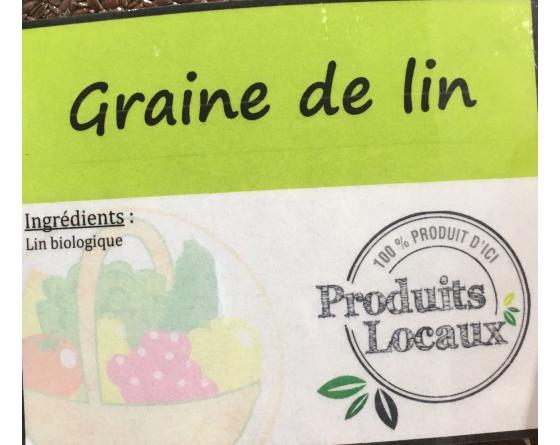 Graine de lin
Ingrédients :
Lin biologique
100 % PRODUIT D'ICI
Produits
Locaux